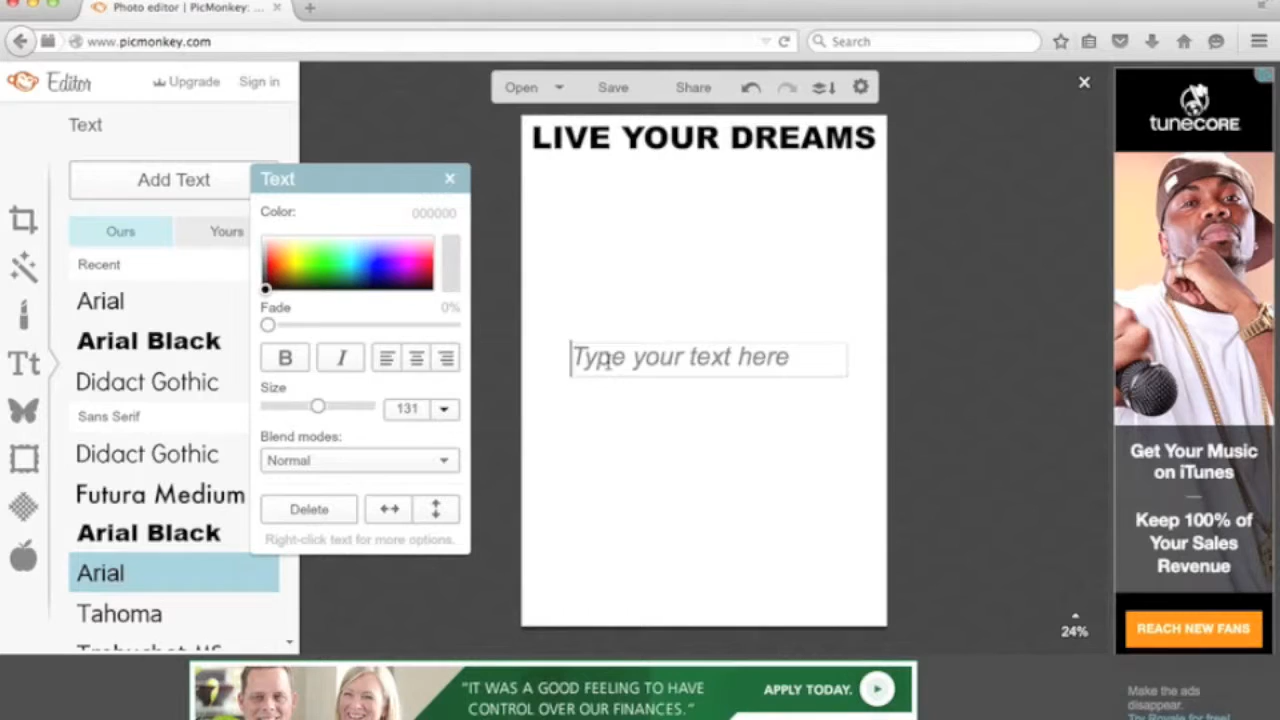 Photo editor | PicMonkey: ...
www.picmonkey.com
Search
Editor
Upgrade
Sign in
Open
Save
Share
Text
Add Text
Ours
Yours
Recent
Arial
Arial Black
Didact Gothic
Sans Serif
Didact Gothic
Futura Medium
Arial Black
Arial
Tahoma
Text
Color:
000000
Fade
0%
B
I
Size
131
Blend modes:
Normal
Delete
Right-click text for more options.
LIVE YOUR DREAMS
Type your text here
24%
TUNECORE
Get Your Music
on iTunes
Keep 100% of
Your Sales
Revenue
REACH NEW FANS
"IT WAS A GOOD FEELING TO HAVE
CONTROL OVER OUR FINANCES."
APPLY TODAY.
Make the ads
disappear.
Try Royale for free!